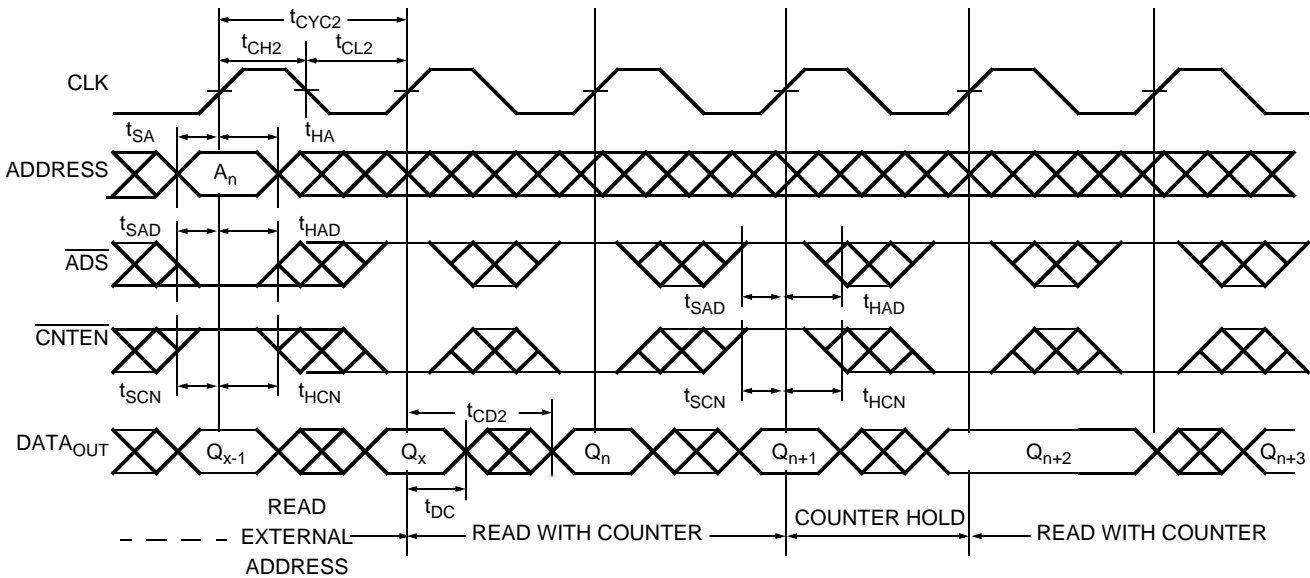 tCYC2
tCH2 tCL2
CLK
tSA tHA
ADDRESS An
tSAD tHAD
ADS
tSAD tHAD
CNTEN
tSCN tHCN tSCN tHCN
tCD2
DATAOUT Qx-1 Qx Qn Qn+1 Qn+2 Qn+3
tDC
READ
EXTERNAL
ADDRESS
READ WITH COUNTER COUNTER HOLD READ WITH COUNTER